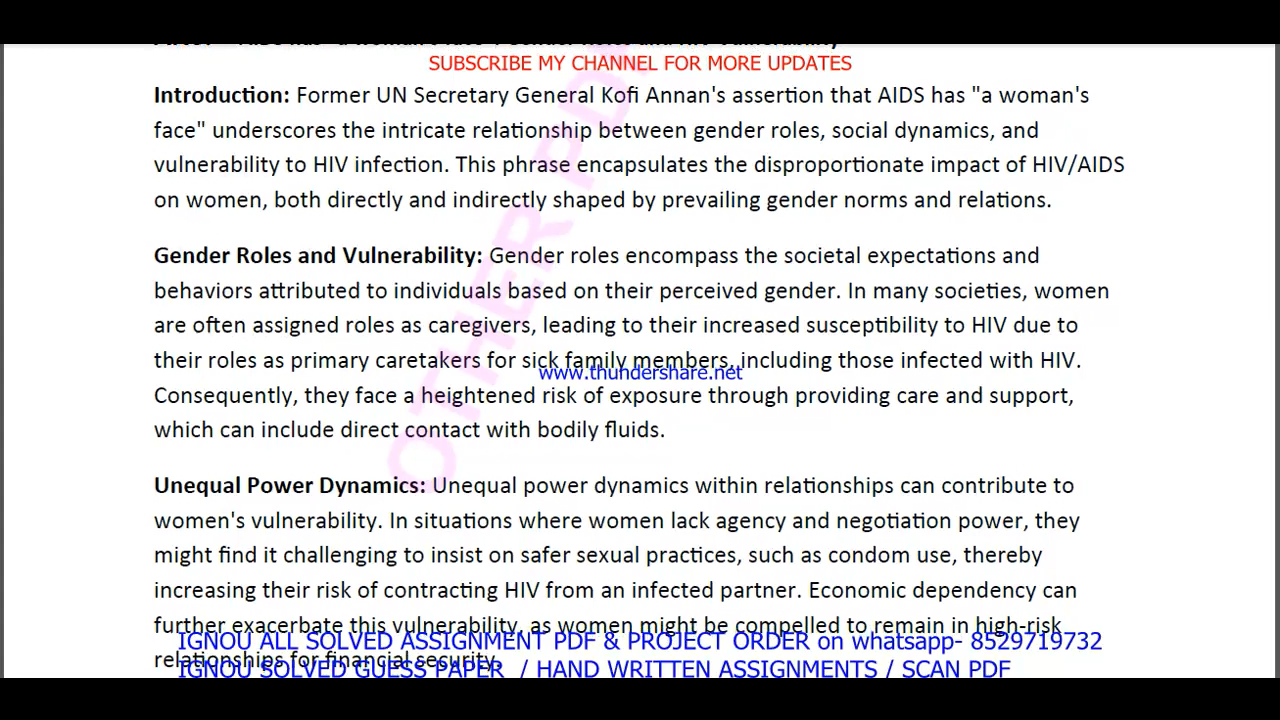 SUBSCRIBE MY CHANNEL FOR MORE UPDATES
Introduction: Former UN Secretary General Kofi Annan's assertion that AIDS has "a woman's
face" underscores the intricate relationship between gender roles, social dynamics, and
vulnerability to HIV infection. This phrase encapsulates the disproportionate impact of HIV/AIDS
on women, both directly and indirectly shaped by prevailing gender norms and relations.
Gender Roles and Vulnerability: Gender roles encompass the societal expectations and
behaviors attributed to individuals based on their perceived gender. In many societies, women
are often assigned roles as caregivers, leading to their increased susceptibility to HIV due to
their roles as primary caretakers for sick family members, including those infected with HIV.
www.thundershare.net
Consequently, they face a heightened risk of exposure through providing care and support,
which can include direct contact with bodily fluids.
OTHER PD
Unequal Power Dynamics: Unequal power dynamics within relationships can contribute to
women's vulnerability. In situations where women lack agency and negotiation power, they
might find it challenging to insist on safer sexual practices, such as condom use, thereby
increasing their risk of contracting HIV from an infected partner. Economic dependency can
further exacerbate this vulnerability, as women might be compelled to remain in high-risk
IGNOU ALL SOLVED ASSIGNMENT PDF & PROJECT ORDER on whatsapp- 8529719732
relationships for financial security.
IGNOU SOLVED GUESS PAPER / HAND WRITTEN ASSIGNMENTS / SCAN PDF